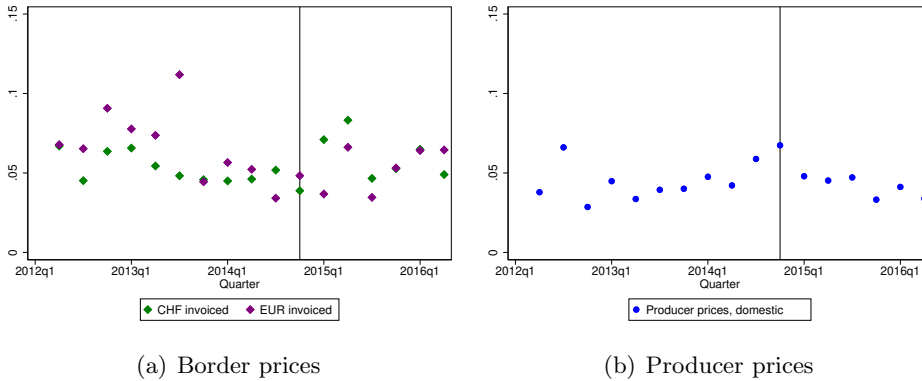 .15
.1
.05
0
2012q1 2013q1 2014q1 2015q1 2016q1
Quarter
CHF invoiced EUR invoiced
(a) Border prices
.15
.1
.05
0
2012q1 2013q1 2014q1 2015q1 2016q1
Quarter
Producer prices, domestic
(b) Producer prices